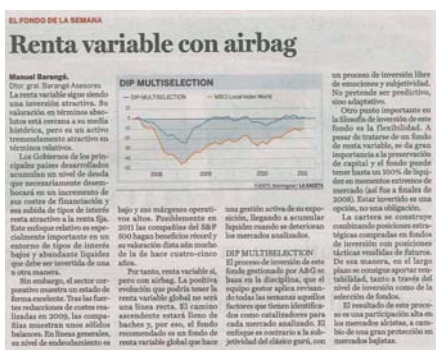 EL FONDO DE LA SEMANA
Renta variable con airbag
Manuel Barangé.
Dtor. gral. Barangé Asesores
La renta variable sigue siendo
una inversión atractiva. Su
valoración en términos abso-
lutos está cercana a su media
histórica, pero es un activo
tremendamente atractivo en
términos relativos.
Los Gobiernos de los prin-
cipales países desarrollados
acumulan un nivel de deuda
que necesariamente desem-
bocará en un incremento de
sus costes de financiación y
esa subida de tipos de interés
resta atractivo a la renta fija.
Este enfoque relativo es espe-
cialmente importante en un
entorno de tipos de interés
bajos y abundante liquidez
que debe ser invertida de una
u otra manera.
Sin embargo, el sector cor-
porativo muestra un estado de
forma excelente. Tras las fuer-
tes reducciones de costes rea-
lizadas en 2009, las compa-
ñías muestran unos sólidos
balances. En líneas generales,
su nivel de endeudamiento es
DIP MULTISELECTION
DIP MULTISELECTION
MSCI Local Index World
2008
2009
2010
2011
FUENTE: Morningstar / LA GACETA
bajo y sus márgenes operati-
vos altos. Posiblemente en
2011 las compañías del S&P
500 hagan beneficios récord y
su valoración dista aún mucho
de la de hace cuatro-cinco
años.
Por tanto, renta variable sí,
pero con airbag. La positiva
evolución que podría tener la
renta variable global no será
una línea recta. El camino
ascendente estará lleno de
baches y, por eso, el fondo
recomendado es un fondo de
renta variable global que hace
una gestión activa de su expo-
sición, llegando a acumular
liquidez cuando se deterioran
los mercados analizados.
DIP MULTISELECTION
El proceso de inversión de este
fondo gestionado por A&G se
basa en la disciplina, que el
equipo gestor aplica revisan-
do todas las semanas aquellos
factores que tienen identifica-
dos como catalizadores para
cada mercado analizado. El
enfoque es contrario a la sub-
jetividad del clásico gurú, con
un proceso de inversión libre
de emociones y subjetividad.
No pretende ser predictivo,
sino adaptativo.
Otro punto importante en
la filosofía de inversión de este
fondo es la flexibilidad. A
pesar de tratarse de un fondo
de renta variable, se da gran
importancia a la preservación
de capital y el fondo puede
tener hasta un 100% de liqui-
dez en momentos extremos de
mercado (así fue a finales de
2008). Estar invertido es una
opción, no una obligación.
La cartera se construye
combinando posiciones estra-
tégicas compradas en fondos
de inversión con posiciones
tácticas vendidas de futuros.
De esa manera, en el largo
plazo se consigue aportar ren-
tabilidad, tanto a través del
nivel de inversión como de la
selección de fondos.
El resultado de este proce-
so es una participación alta en
los mercados alcistas, a cam-
bio de una gran protección en
mercados bajistas.